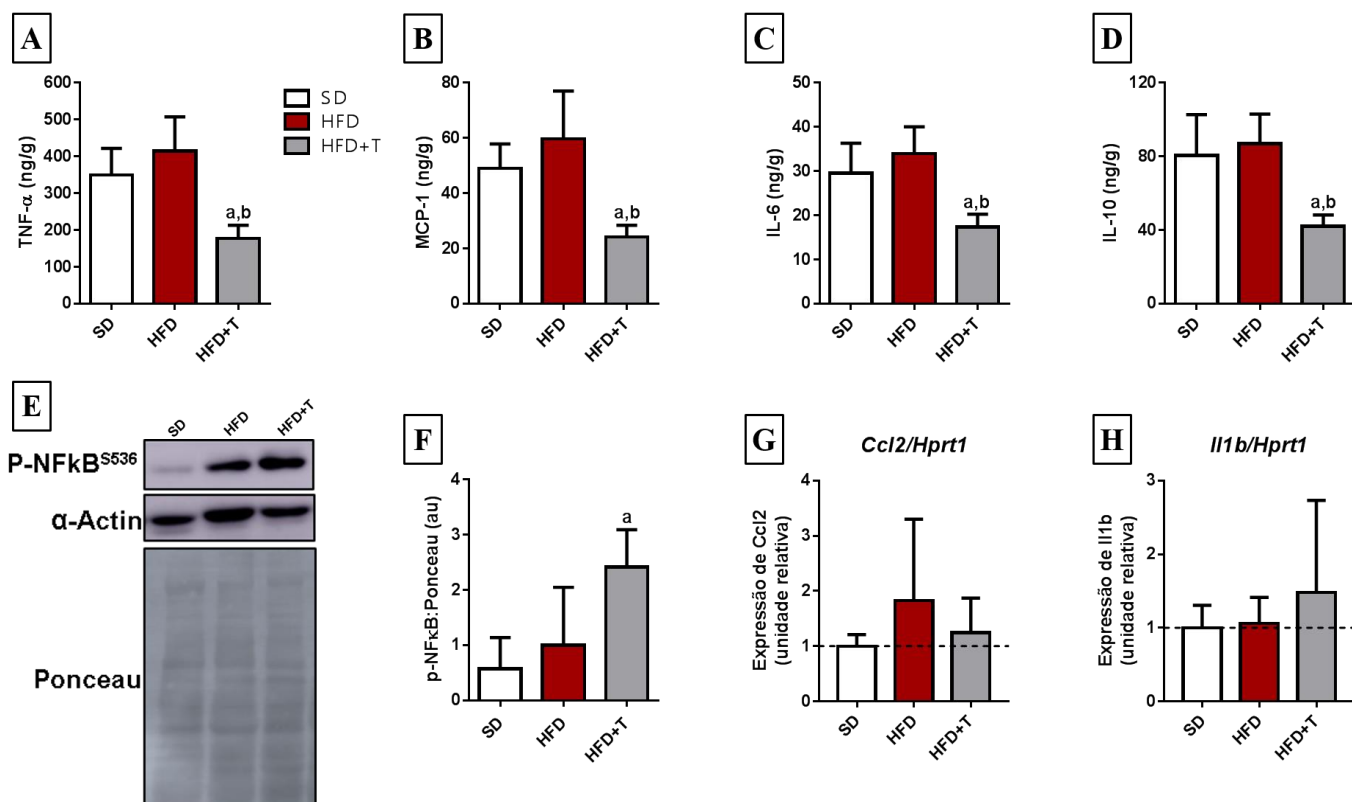 A
TNF-α (ng/g)
600
500
400
300
200
100
0
SD
HFD
HFD+T
a,b
SD
HFD
HFD+T
B
MCP-1 (ng/g)
80
60
40
20
0
a,b
SD
HFD
HFD+T
C
IL-6 (ng/g)
50
40
30
20
10
0
a,b
SD
HFD
HFD+T
D
IL-10 (ng/g)
120
80
40
0
a,b
SD
HFD
HFD+T
E
SD
HFD
HFD+T
P-NFkB^S536
α-Actin
Ponceau
F
p-NFκB:Ponceau (au)
4
3
2
1
0
a
SD
HFD
HFD+T
G
Ccl2/Hprt1
Expressão de Ccl2
(unidade relativa)
4
3
2
1
0
SD
HFD
HFD+T
H
Il1b/Hprt1
Expressão de Il1b
(unidade relativa)
3
2
1
0
SD
HFD
HFD+T